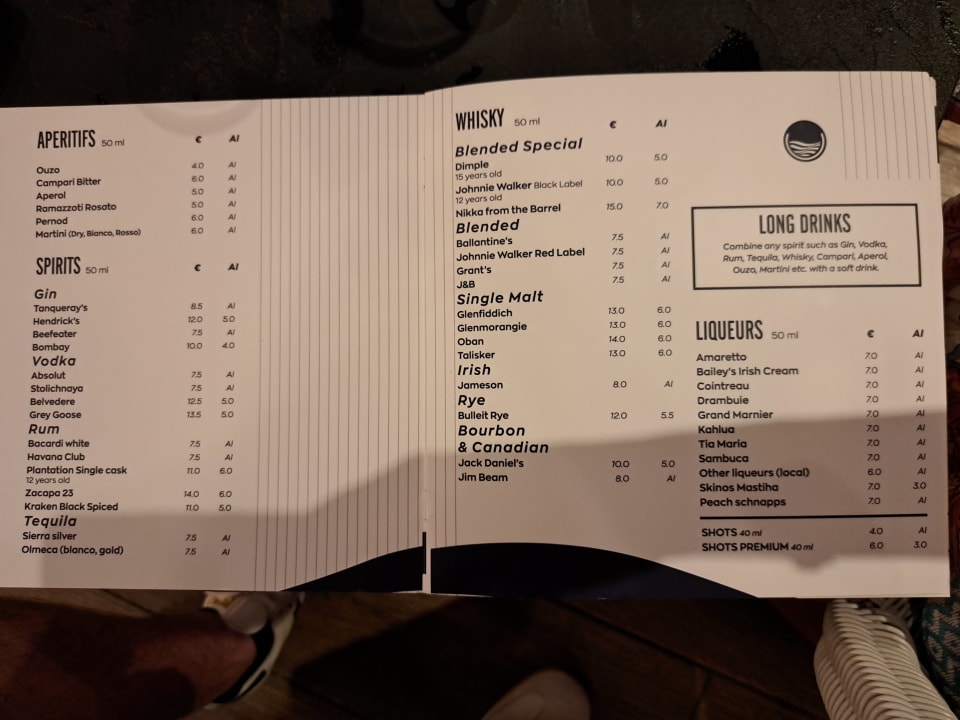 APERITIFS 50 ml € AI
Ouzo 4.0 AI
Campari Bitter 6.0 AI
Aperol 5.0 AI
Ramazzoti Rosato 5.0 AI
Pernod 6.0 AI
Martini (Dry, Bianco, Rosso) 6.0 AI
SPIRITS 50 ml € AI
Gin
Tanqueray's 8.5 AI
Hendrick's 12.0 5.0
Beefeater 7.5 AI
Bombay 10.0 4.0
Vodka
Absolut 7.5 AI
Stolichnaya 7.5 AI
Belvedere 12.5 5.0
Grey Goose 13.5 5.0
Rum
Bacardi white 7.5 AI
Havana Club 7.5 AI
Plantation Single cask 11.0 6.0
12 years old
Zacapa 23 14.0 6.0
Kraken Black Spiced 11.0 5.0
Tequila
Sierra silver 7.5 AI
Olmeca (blanco, gold) 7.5 AI
WHISKY 50 ml € AI
Blended Special
Dimple 10.0 5.0
15 years old
Johnnie Walker Black Label 10.0 5.0
12 years old
Nikka from the Barrel 15.0 7.0
Blended
Ballantine's 7.5 AI
Johnnie Walker Red Label 7.5 AI
Grant's 7.5 AI
J&B 7.5 AI
Single Malt
Glenfiddich 13.0 6.0
Glenmorangie 13.0 6.0
Oban 14.0 6.0
Talisker 13.0 6.0
Irish
Jameson 8.0 AI
Rye
Bulleit Rye 12.0 5.5
Bourbon
& Canadian
Jack Daniel's 10.0 5.0
Jim Beam 8.0 AI
LONG DRINKS
Combine any spirit such as Gin, Vodka,
Rum, Tequila, Whisky, Campari, Aperol,
Ouzo, Martini etc. with a soft drink.
LIQUEURS 50 ml € AI
Amaretto 7.0 AI
Bailey's Irish Cream 7.0 AI
Cointreau 7.0 AI
Drambuie 7.0 AI
Grand Marnier 7.0 AI
Kahlua 7.0 AI
Tia Maria 7.0 AI
Sambuca 7.0 AI
Other liqueurs (local) 6.0 AI
Skinos Mastiha 7.0 3.0
Peach schnapps 7.0 AI
SHOTS 40 ml 4.0 AI
SHOTS PREMIUM 40 ml 6.0 3.0